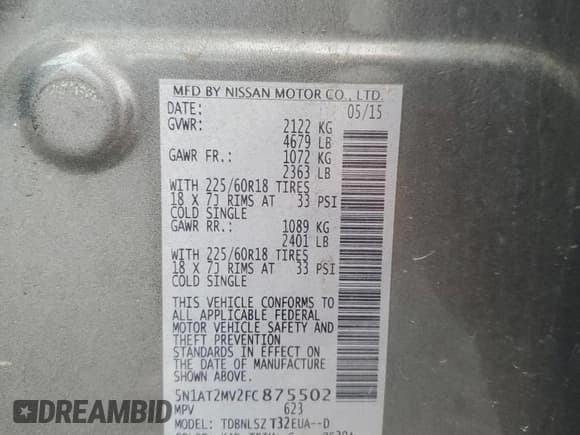 MFD BY NISSAN MOTOR CO., LTD.
DATE: 05/15
GVWR: 2122 KG
4679 LB
GAWR FR.: 1072 KG
2363 LB
WITH 225/60R18 TIRES
18 X 7J RIMS AT 33 PSI
COLD SINGLE
GAWR RR.: 1089 KG
2401 LB
WITH 225/60R18 TIRES
18 X 7J RIMS AT 33 PSI
COLD SINGLE
THIS VEHICLE CONFORMS TO
ALL APPLICABLE FEDERAL
MOTOR VEHICLE SAFETY AND
THEFT PREVENTION
STANDARDS IN EFFECT ON
THE DATE OF MANUFACTURE
SHOWN ABOVE.
5N1AT2MV2FC875502
MPV 623
TDBNLSZ T32EUA--D
DEALERSHIP
REBEL